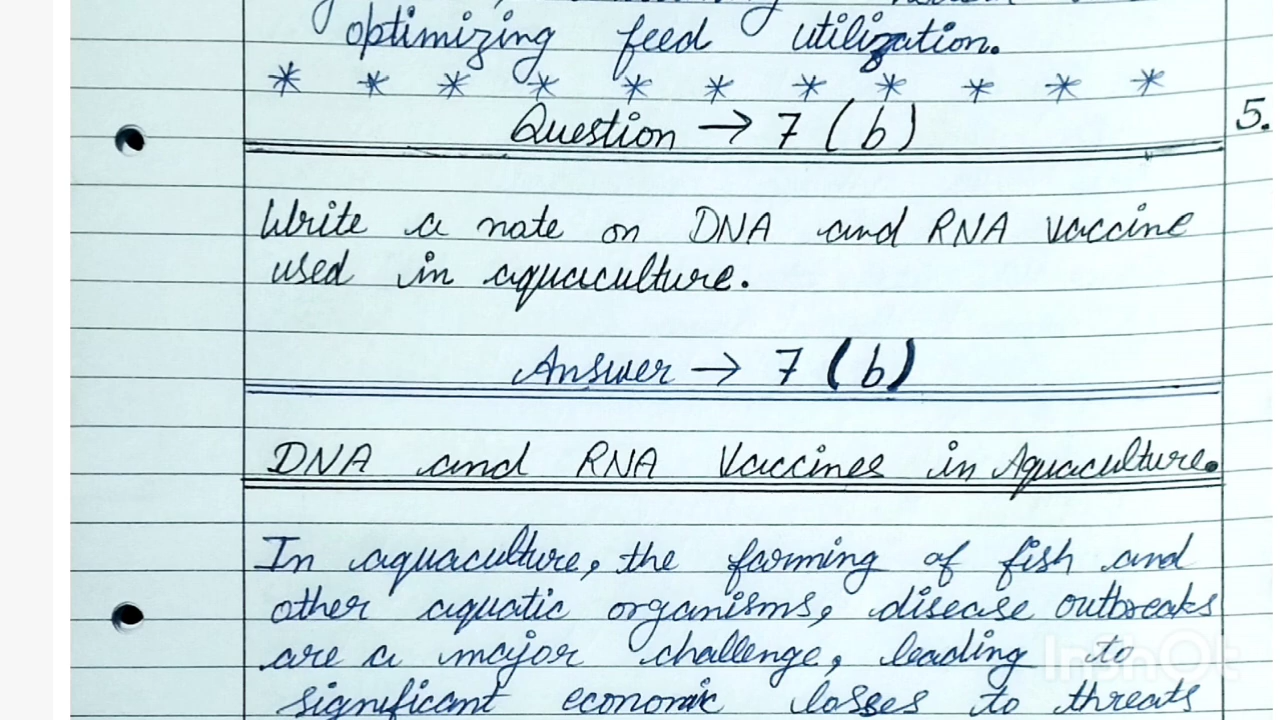 optimizing feed utilization.
* * * * * * * * * * *
Question → 7 (b)
5.
Write a note on DNA and RNA vaccine
used in aquaculture.
Answer → 7 (b)
DNA and RNA Vaccines in Aquaculture.
In aquaculture, the farming of fish and
other aquatic organisms, disease outbreaks
are a major challenge, leading to
significant economic losses to threats
InShOt